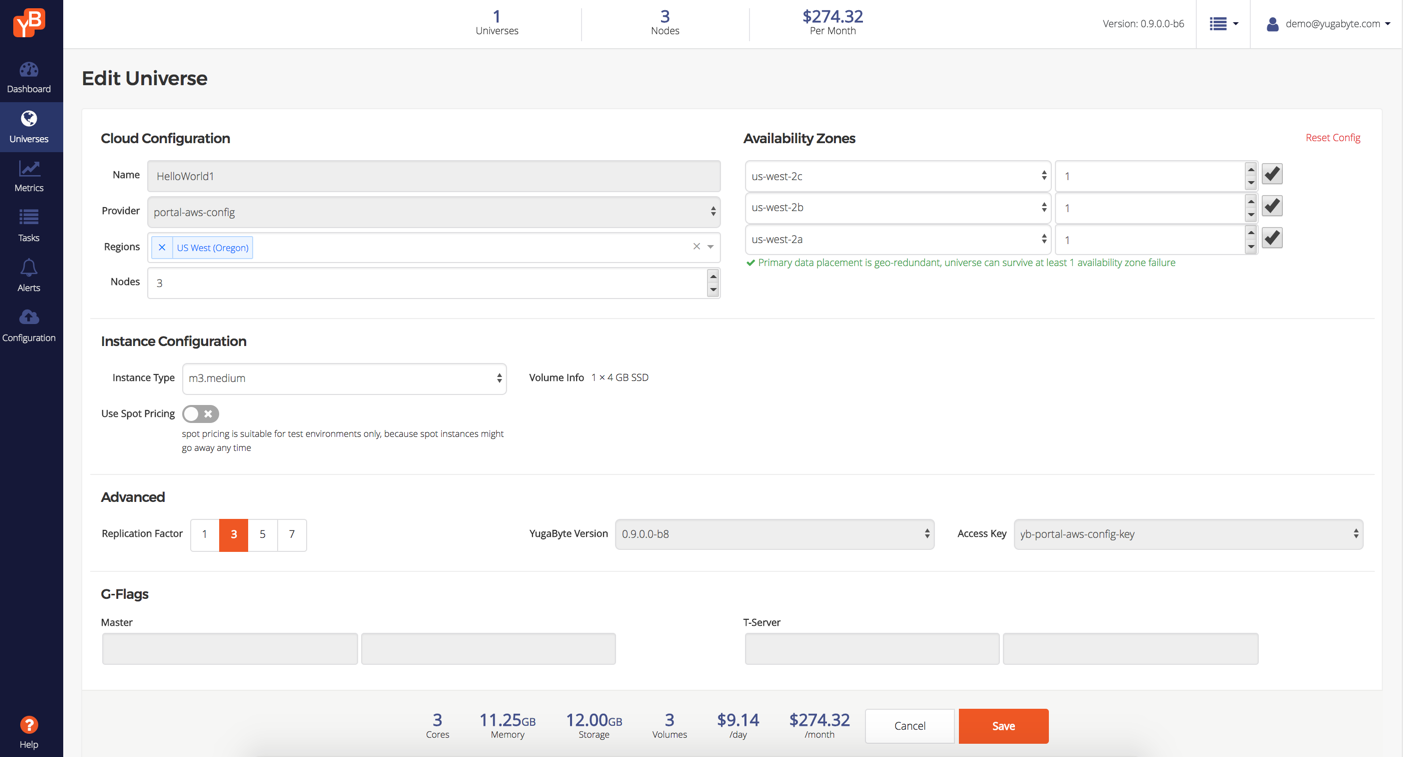 YB
1
Universes
3
Nodes
$274.32
Per Month
Version: 0.9.0.0-b6
demo@yugabyte.com
Dashboard
Universes
Metrics
Tasks
Alerts
Configuration
? Help
Edit Universe
Cloud Configuration
Name HelloWorld1
Provider portal-aws-config
Regions × US West (Oregon) ×
Nodes 3
Availability Zones
Reset Config
us-west-2c 1
us-west-2b 1
us-west-2a 1
Primary data placement is geo-redundant, universe can survive at least 1 availability zone failure
Instance Configuration
Instance Type m3.medium
Volume Info 1 × 4 GB SSD
Use Spot Pricing
spot pricing is suitable for test environments only, because spot instances might
go away any time
Advanced
Replication Factor 1 3 5 7
YugaByte Version 0.9.0.0-b8
Access Key yb-portal-aws-config-key
G-Flags
Master
T-Server
3
Cores
11.25GB
Memory
12.00GB
Storage
3
Volumes
$9.14
/day
$274.32
/month
Cancel
Save